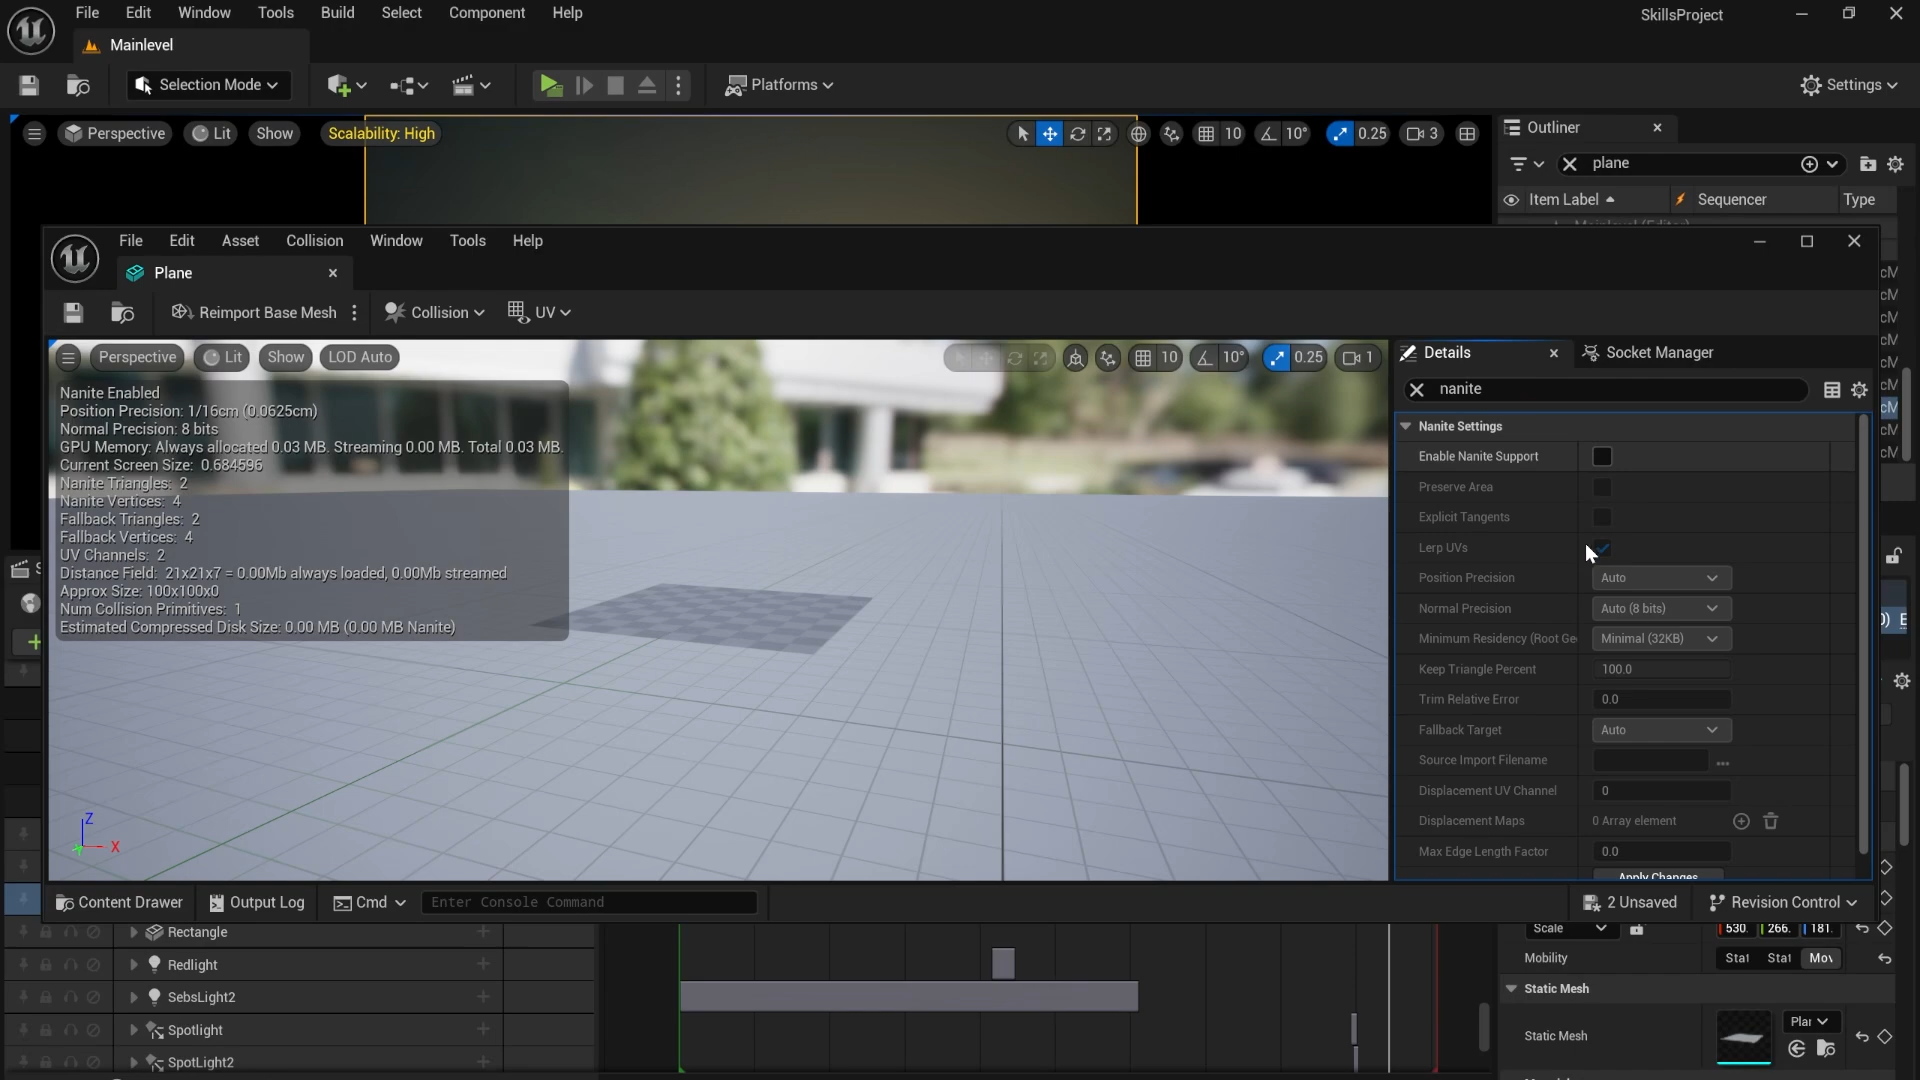 File Edit Window Tools Build Select Component Help
SkillsProject
Mainlevel
Selection Mode
Platforms
Settings
Perspective Lit Show Scalability: High
10 10° 0.25 3
Outliner
plane
Item Label Sequencer Type
File Edit Asset Collision Window Tools Help
Plane
Reimport Base Mesh Collision UV
Perspective Lit Show LOD Auto
10 10° 0.25 1
Nanite Enabled
Position Precision: 1/16cm (0.0625cm)
Normal Precision: 8 bits
GPU Memory: Always allocated 0.03 MB. Streaming 0.00 MB. Total 0.03 MB.
Current Screen Size: 0.684596
Nanite Triangles: 2
Nanite Vertices: 4
Fallback Triangles: 2
Fallback Vertices: 4
UV Channels: 2
Distance Field: 21x21x7 = 0.00Mb always loaded, 0.00Mb streamed
Approx Size: 100x100x0
Num Collision Primitives: 1
Estimated Compressed Disk Size: 0.00 MB (0.00 MB Nanite)
Z
X
Details Socket Manager
nanite
Nanite Settings
Enable Nanite Support
Preserve Area
Explicit Tangents
Lerp UVs
Position Precision Auto
Normal Precision Auto (8 bits)
Minimum Residency (Root Ge Minimal (32KB)
Keep Triangle Percent 100.0
Trim Relative Error 0.0
Fallback Target Auto
Source Import Filename
Displacement UV Channel 0
Displacement Maps 0 Array element
Max Edge Length Factor 0.0
Apply Changes
Content Drawer Output Log Cmd Enter Console Command
2 Unsaved Revision Control
Rectangle
Redlight
SebsLight2
Spotlight
SpotLight2
Scale 530. 266. 181.
Mobility Stat Stat Mov
Static Mesh
Static Mesh Plar